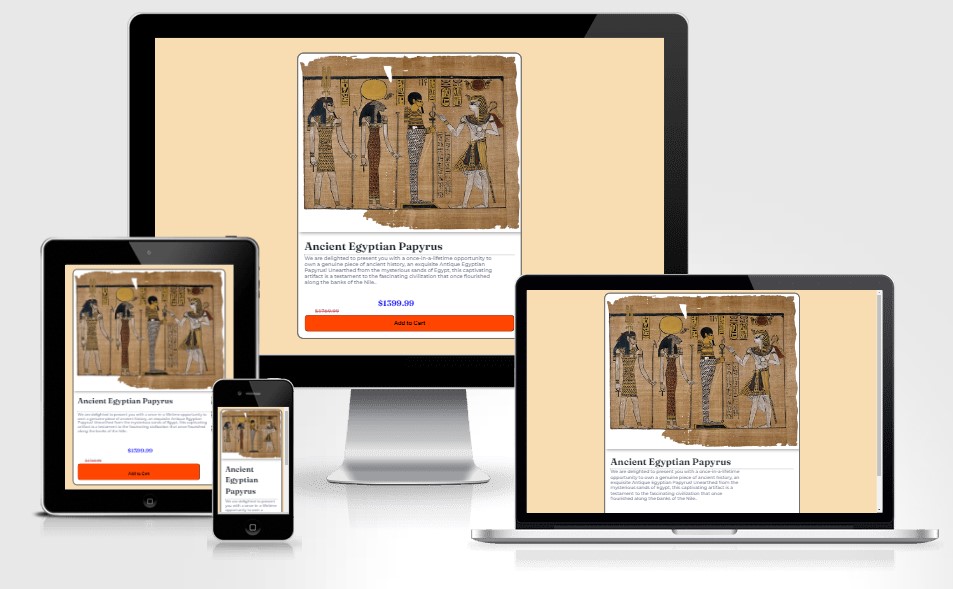 Ancient Egyptian Papyrus
We are delighted to present you with a once-in-a-lifetime opportunity to
own a genuine piece of ancient history, an exquisite Antique Egyptian
Papyrus! Unearthed from the mysterious sands of Egypt, this captivating
artifact is a testament to the fascinating civilization that once flourished
along the banks of the Nile.
$1599.99
Add to Cart
Ancient Egyptian Papyrus
We are delighted to present you with a once-in-a-lifetime opportunity to
own a genuine piece of ancient history, an exquisite Antique Egyptian
Papyrus! Unearthed from the mysterious sands of Egypt, this captivating
artifact is a testament to the fascinating civilization that once flourished
along the banks of the Nile.
$1599.99
Add to Cart
Ancient
Egyptian
Papyrus
We are delighted to present
you with a once-in-a-lifetime
Ancient Egyptian Papyrus
We are delighted to present you with a once-in-a-lifetime
opportunity to own a genuine piece of ancient history, an
exquisite Antique Egyptian Papyrus! Unearthed from the
mysterious sands of Egypt, this captivating artifact is a
testament to the fascinating civilization that once
flourished along the banks of the Nile.